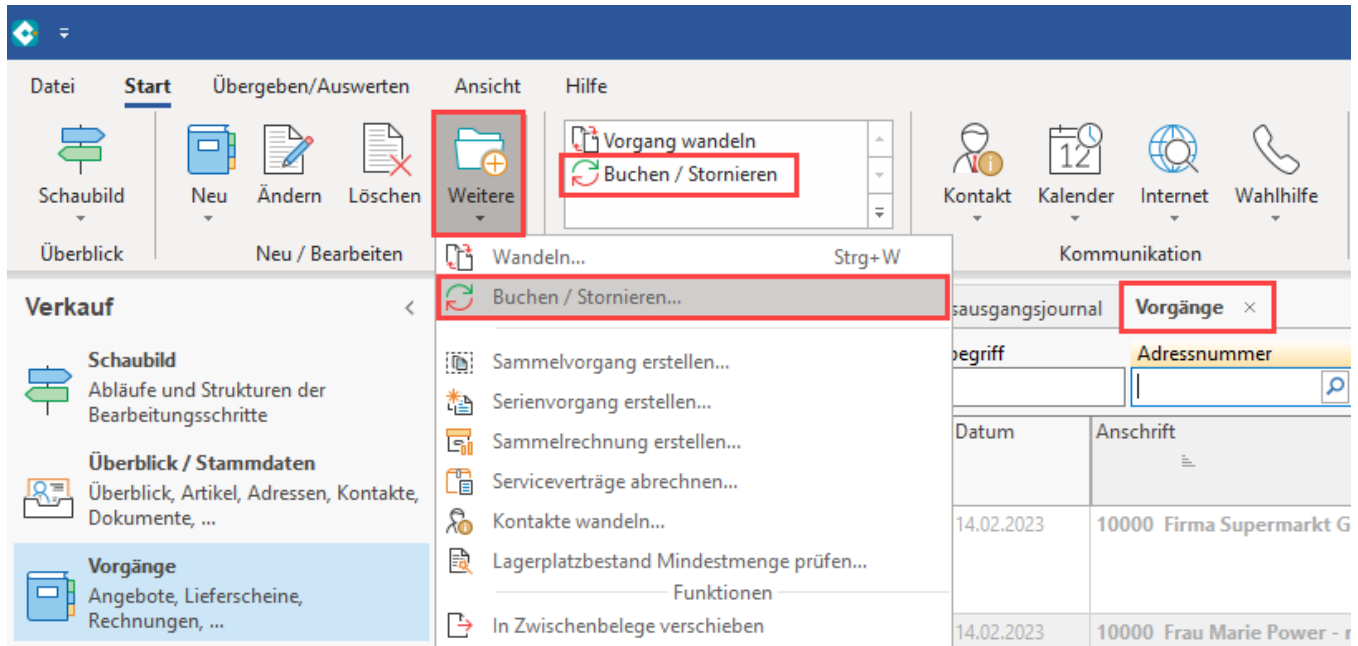 Datei Start Übergeben/Auswerten Ansicht Hilfe
Schaubild Neu Ändern Löschen Weitere
Vorgang wandeln
Buchen / Stornieren
Kontakt Kalender Internet Wahlhilfe
12
Überblick Neu / Bearbeiten Kommunikation
Wandeln... Strg+W
Buchen / Stornieren...
Sammelvorgang erstellen...
Serienvorgang erstellen...
Sammelrechnung erstellen...
Serviceverträge abrechnen...
Kontakte wandeln...
Lagerplatzbestand Mindestmenge prüfen...
Funktionen
In Zwischenbelege verschieben
Verkauf
Schaubild
Abläufe und Strukturen der
Bearbeitungsschritte
Überblick / Stammdaten
Überblick, Artikel, Adressen, Kontakte,
Dokumente, ...
Vorgänge
Angebote, Lieferscheine,
Rechnungen, ...
sausgangsjournal Vorgänge
begriff Adressnummer
Datum Anschrift
14.02.2023 10000 Firma Supermarkt G
14.02.2023 10000 Frau Marie Power - r